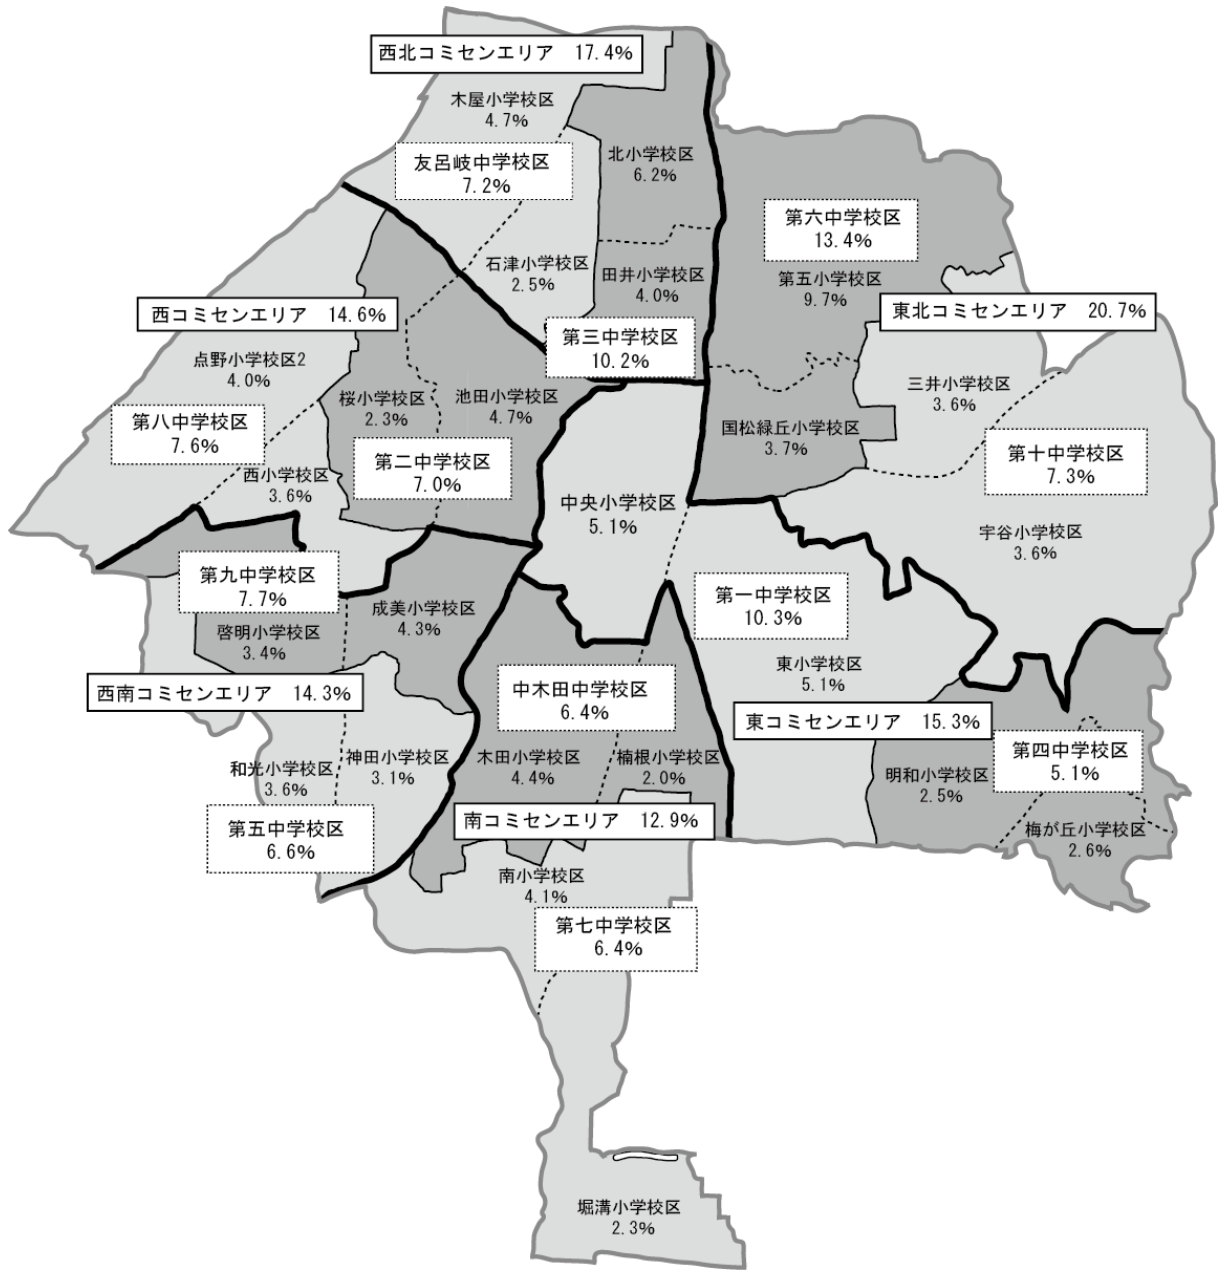 西北コミセンエリア 17.4%
木屋小学校区
4.7%
友呂岐中学校区
7.2%
北小学校区
6.2%
第六中学校区
13.4%
石津小学校区
2.5%
田井小学校区
4.0%
第五小学校区
9.7%
西コミセンエリア 14.6%
東北コミセンエリア 20.7%
第三中学校区
10.2%
点野小学校区2
4.0%
桜小学校区
2.3%
池田小学校区
4.7%
三井小学校区
3.6%
第八中学校区
7.6%
国松緑丘小学校区
3.7%
第二中学校区
7.0%
第十中学校区
7.3%
西小学校区
3.6%
中央小学校区
5.1%
宇谷小学校区
3.6%
第九中学校区
7.7%
第一中学校区
10.3%
成美小学校区
4.3%
啓明小学校区
3.4%
東小学校区
5.1%
西南コミセンエリア 14.3%
中木田中学校区
6.4%
東コミセンエリア 15.3%
和光小学校区
3.6%
神田小学校区
3.1%
木田小学校区
4.4%
楠根小学校区
2.0%
第四中学校区
5.1%
明和小学校区
2.5%
南コミセンエリア 12.9%
第五中学校区
6.6%
梅が丘小学校区
2.6%
南小学校区
4.1%
第七中学校区
6.4%
堀溝小学校区
2.3%